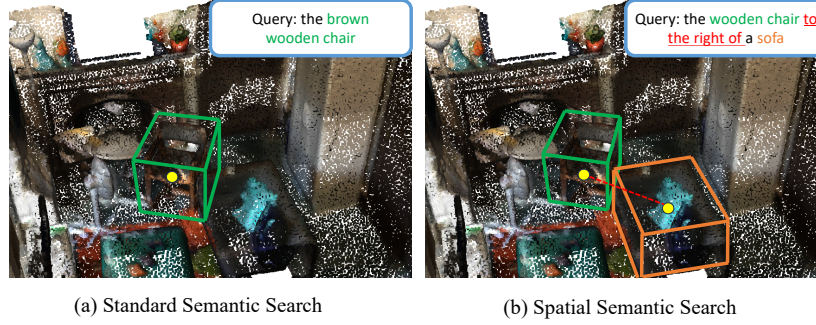 Query: the brown
wooden chair
Query: the wooden chair to
the right of a sofa
(a) Standard Semantic Search
(b) Spatial Semantic Search